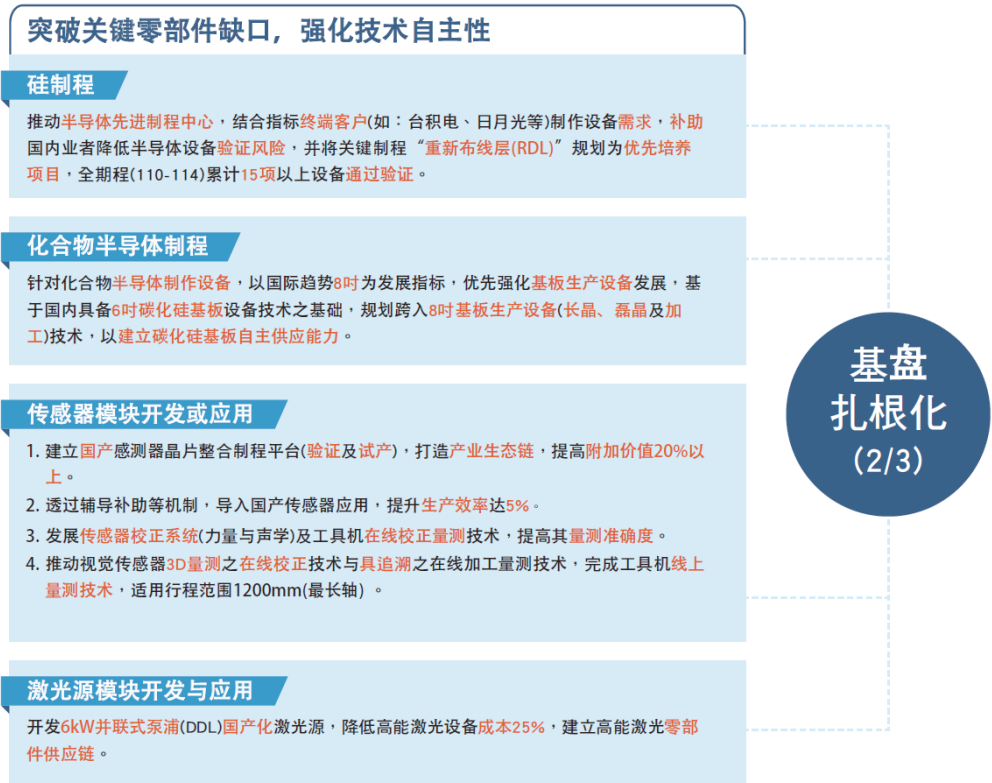 突破关键零部件缺口，强化技术自主性
硅制程
推动半导体先进制程中心，结合指标终端客户(如：台积电、日月光等)制作设备需求，补助
国内业者降低半导体设备验证风险，并将关键制程“重新布线层(RDL)”规划为优先培养
项目，全期程(110-114)累计15项以上设备通过验证。
化合物半导体制程
针对化合物半导体制作设备，以国际趋势8吋为发展指标，优先强化基板生产设备发展，基
于国内具备6吋碳化硅基板设备技术之基础，规划跨入8吋基板生产设备(长晶、磊晶及加
工)技术，以建立碳化硅基板自主供应能力。
传感器模块开发或应用
1. 建立国产感测器晶片整合制程平台(验证及试产)，打造产业生态链，提高附加价值20%以
上。
2. 透过辅导补助等机制，导入国产传感器应用，提升生产效率达5%。
3. 发展传感器校正系统(力量与声学)及工具机在线校正量测技术，提高其量测准确度。
4. 推动视觉传感器3D量测之在线校正技术与具追溯之在线加工量测技术，完成工具机线上
量测技术，适用行程范围1200mm(最长轴) 。
激光源模块开发与应用
开发6kW并联式泵浦(DDL)国产化激光源，降低高能激光设备成本25%，建立高能激光零部
件供应链。
基盘
扎根化
(2/3)